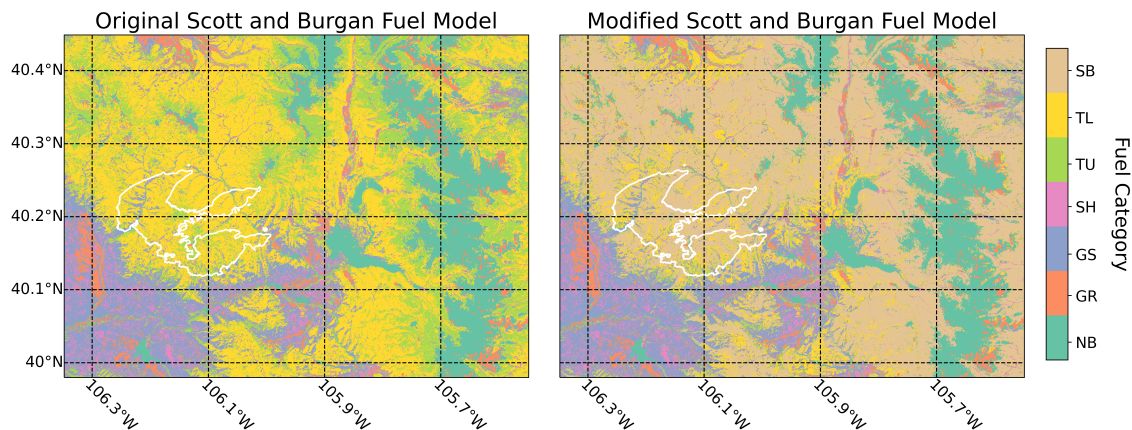 Original Scott and Burgan Fuel Model
Modified Scott and Burgan Fuel Model
40.4°N
40.3°N
40.2°N
40.1°N
40°N
106.3°W
106.1°W
105.9°W
105.7°W
106.3°W
106.1°W
105.9°W
105.7°W
SB
TL
TU
SH
GS
GR
NB
Fuel Category